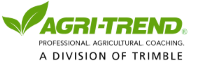 AGRI-TREND®
PROFESSIONAL. AGRICULTURAL. COACHING.
A DIVISION OF TRIMBLE